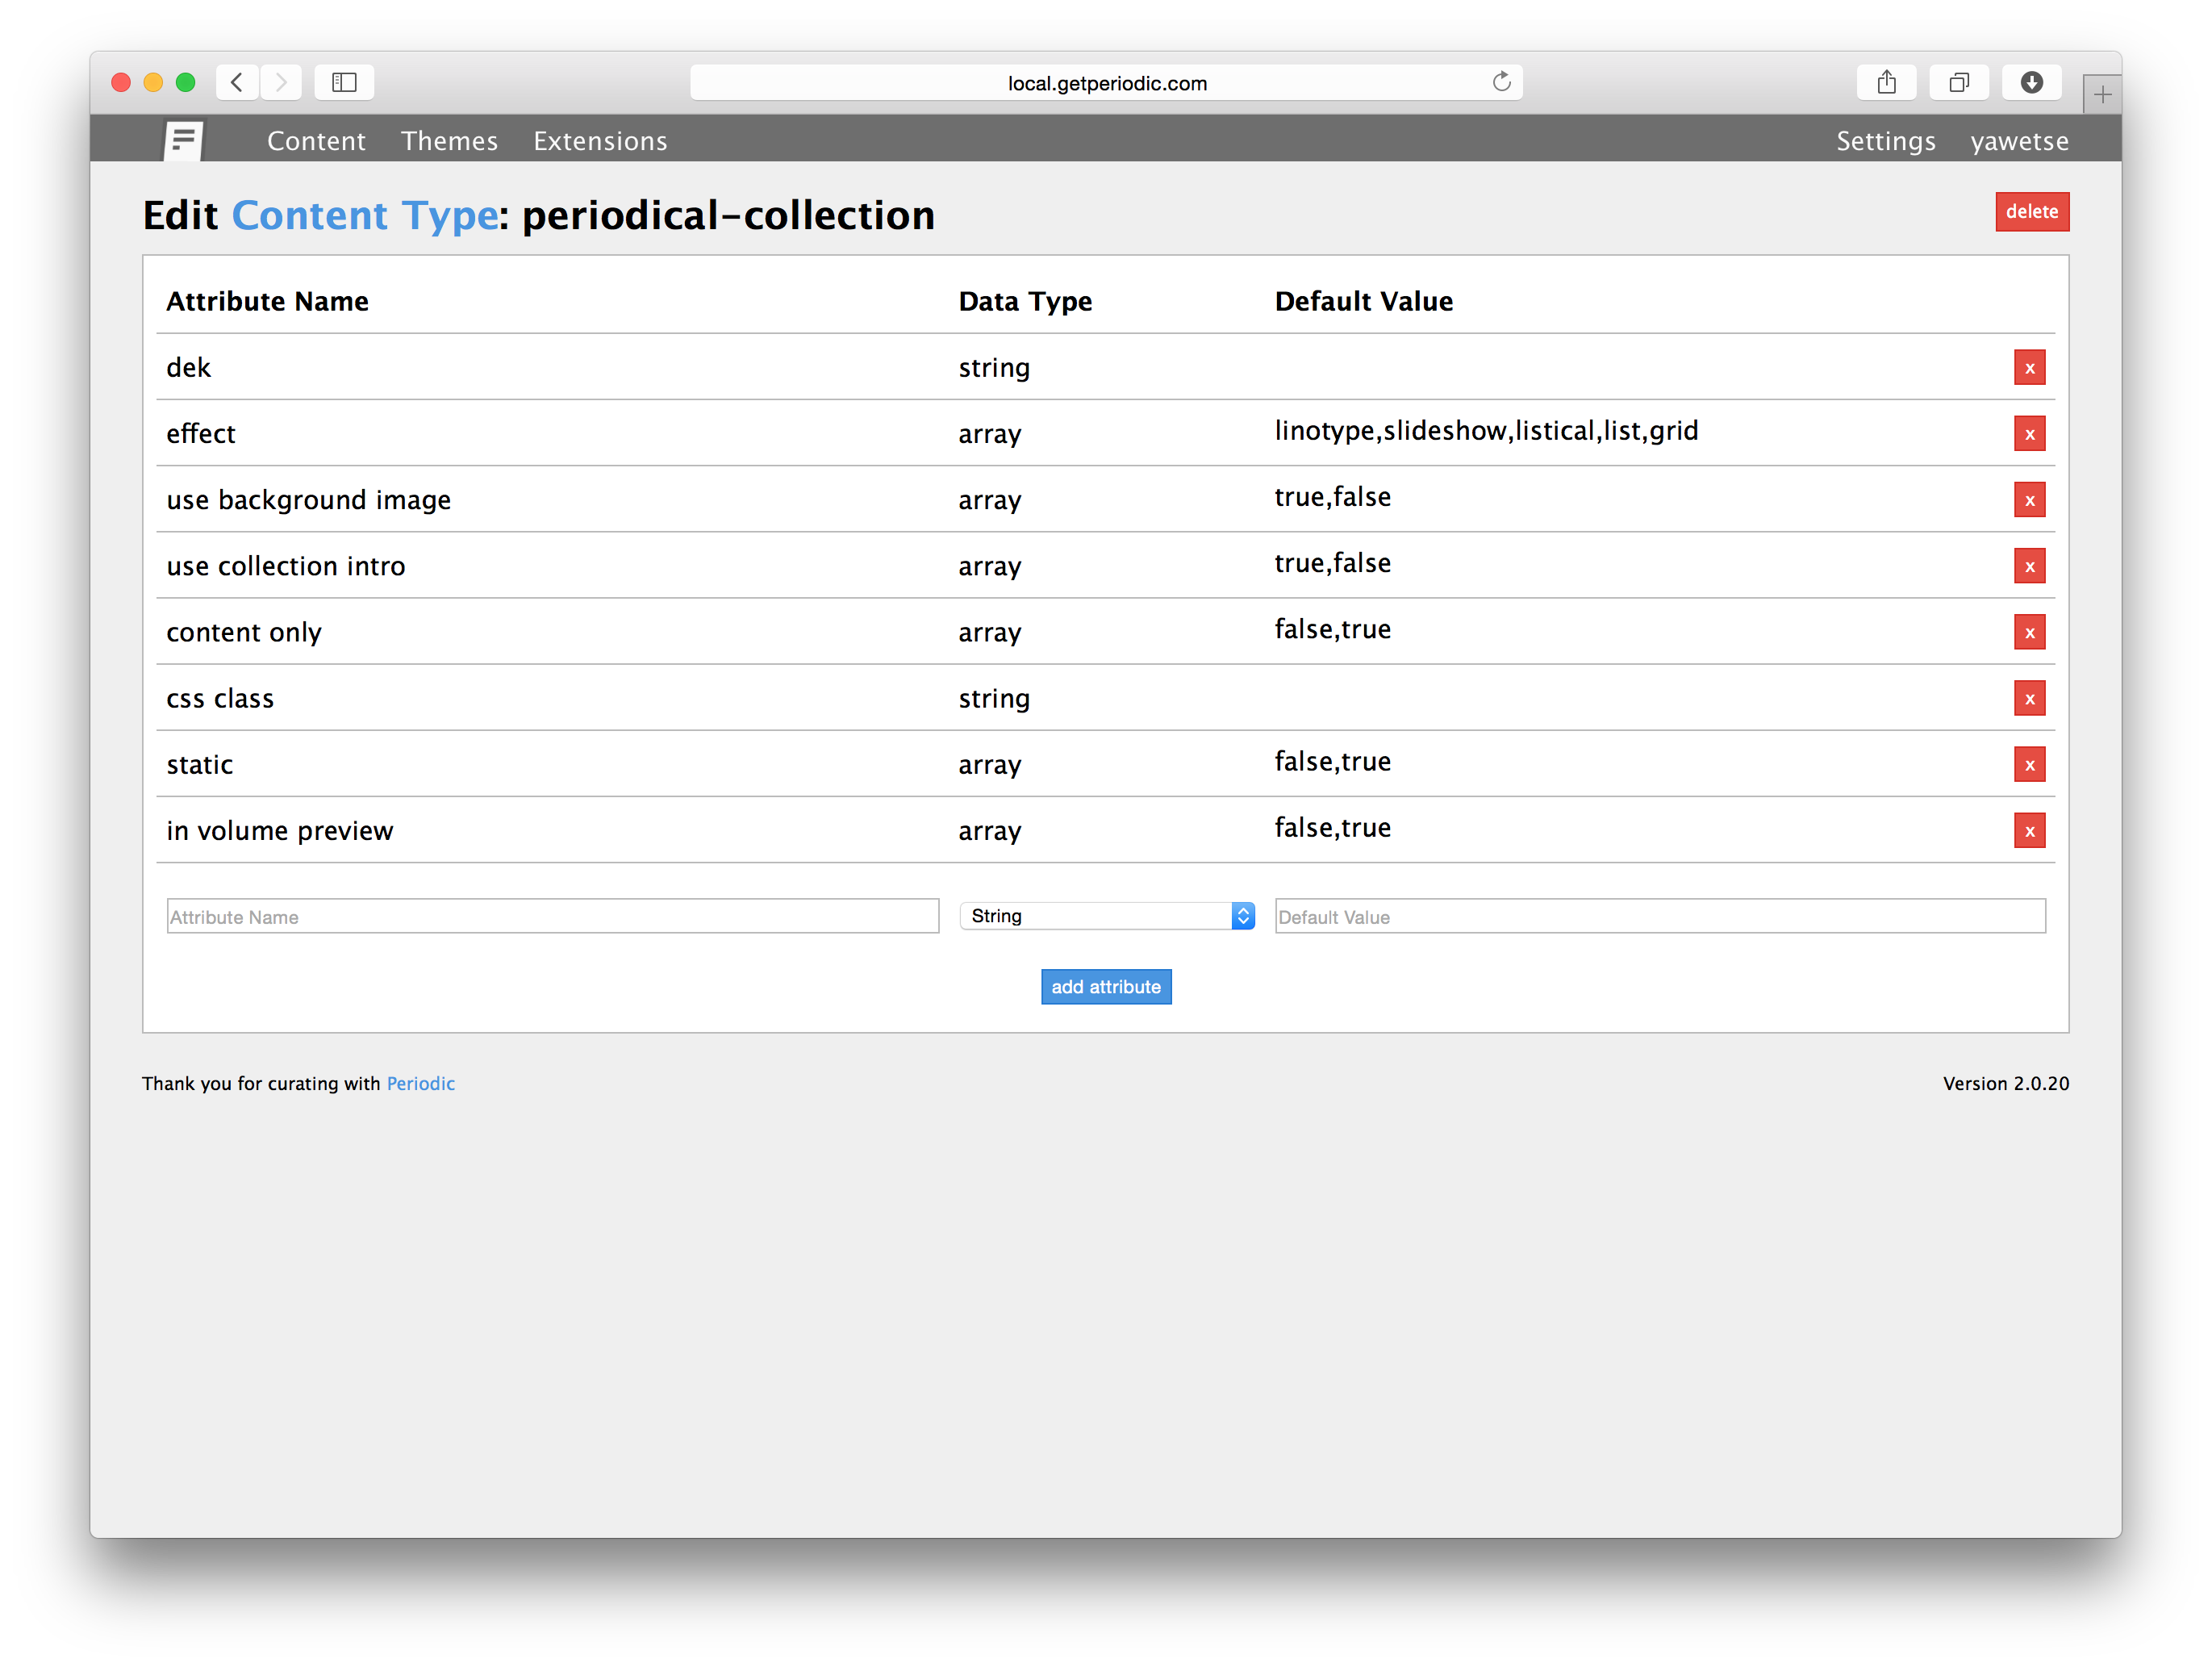 local.getperiodic.com
Content Themes Extensions Settings yawetse
Edit Content Type: periodical-collection delete
Attribute Name Data Type Default Value
dek string x
effect array linotype,slideshow,listical,list,grid x
use background image array true,false x
use collection intro array true,false x
content only array false,true x
css class string x
static array false,true x
in volume preview array false,true x
Attribute Name String Default Value
add attribute
Thank you for curating with Periodic Version 2.0.20